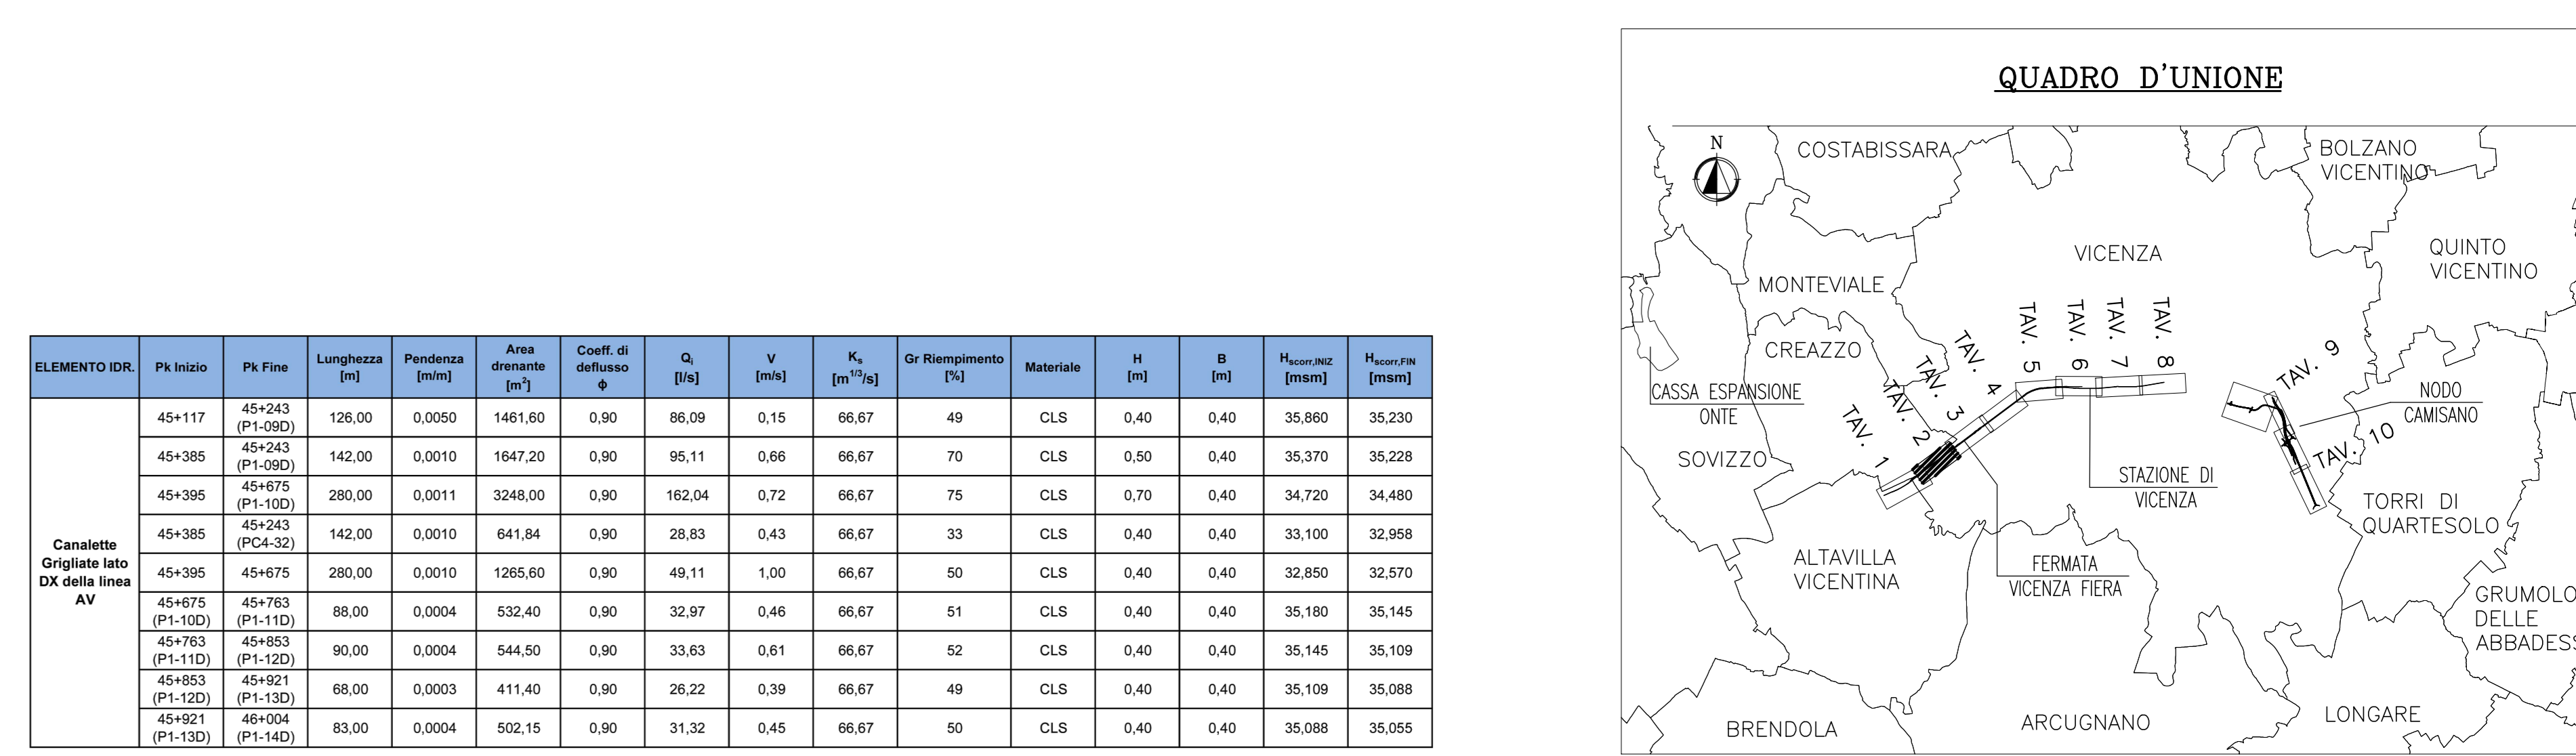 ELEMENTO IDR. Pk Inizio Pk Fine Lunghezza [m] Pendenza [m/m] Area drenante [m²] Coeff. di deflusso ϕ Qi [l/s] V [m/s] Ks [m^1/3/s] Gr Riempimento [%] Materiale H [m] B [m] Hscorr,INIZ [msm] Hscorr,FIN [msm]
Canalette Grigliate lato DX della linea AV
45+117 45+243 (P1-09D) 126,00 0,0050 1461,60 0,90 86,09 0,15 66,67 49 CLS 0,40 0,40 35,860 35,230
45+385 45+243 (P1-09D) 142,00 0,0010 1647,20 0,90 95,11 0,66 66,67 70 CLS 0,50 0,40 35,370 35,228
45+395 45+675 (P1-10D) 280,00 0,0011 3248,00 0,90 162,04 0,72 66,67 75 CLS 0,70 0,40 34,720 34,480
45+385 45+243 (PC4-32) 142,00 0,0010 641,84 0,90 28,83 0,43 66,67 33 CLS 0,40 0,40 33,100 32,958
45+395 45+675 280,00 0,0010 1265,60 0,90 49,11 1,00 66,67 50 CLS 0,40 0,40 32,850 32,570
45+675 (P1-10D) 45+763 (P1-11D) 88,00 0,0004 532,40 0,90 32,97 0,46 66,67 51 CLS 0,40 0,40 35,180 35,145
45+763 (P1-11D) 45+853 (P1-12D) 90,00 0,0004 544,50 0,90 33,63 0,61 66,67 52 CLS 0,40 0,40 35,145 35,109
45+853 (P1-12D) 45+921 (P1-13D) 68,00 0,0003 411,40 0,90 26,22 0,39 66,67 49 CLS 0,40 0,40 35,109 35,088
45+921 (P1-13D) 46+004 (P1-14D) 83,00 0,0004 502,15 0,90 31,32 0,45 66,67 50 CLS 0,40 0,40 35,088 35,055
QUADRO D'UNIONE
N
COSTABISSARA
BOLZANO
VICENTINO
VICENZA
QUINTO
VICENTINO
MONTEVIALE
CREAZZO
CASSA ESPANSIONE
ONTE
SOVIZZO
TAV. 1
TAV. 2
TAV. 3
TAV. 4
TAV. 5
TAV. 6
TAV. 7
TAV. 8
TAV. 9
TAV. 10
NODO
CAMISANO
STAZIONE DI
VICENZA
TORRI DI
QUARTESOLO
ALTAVILLA
VICENTINA
FERMATA
VICENZA FIERA
GRUMOLO
DELLE
ABBADESS
BRENDOLA
ARCUGNANO
LONGARE